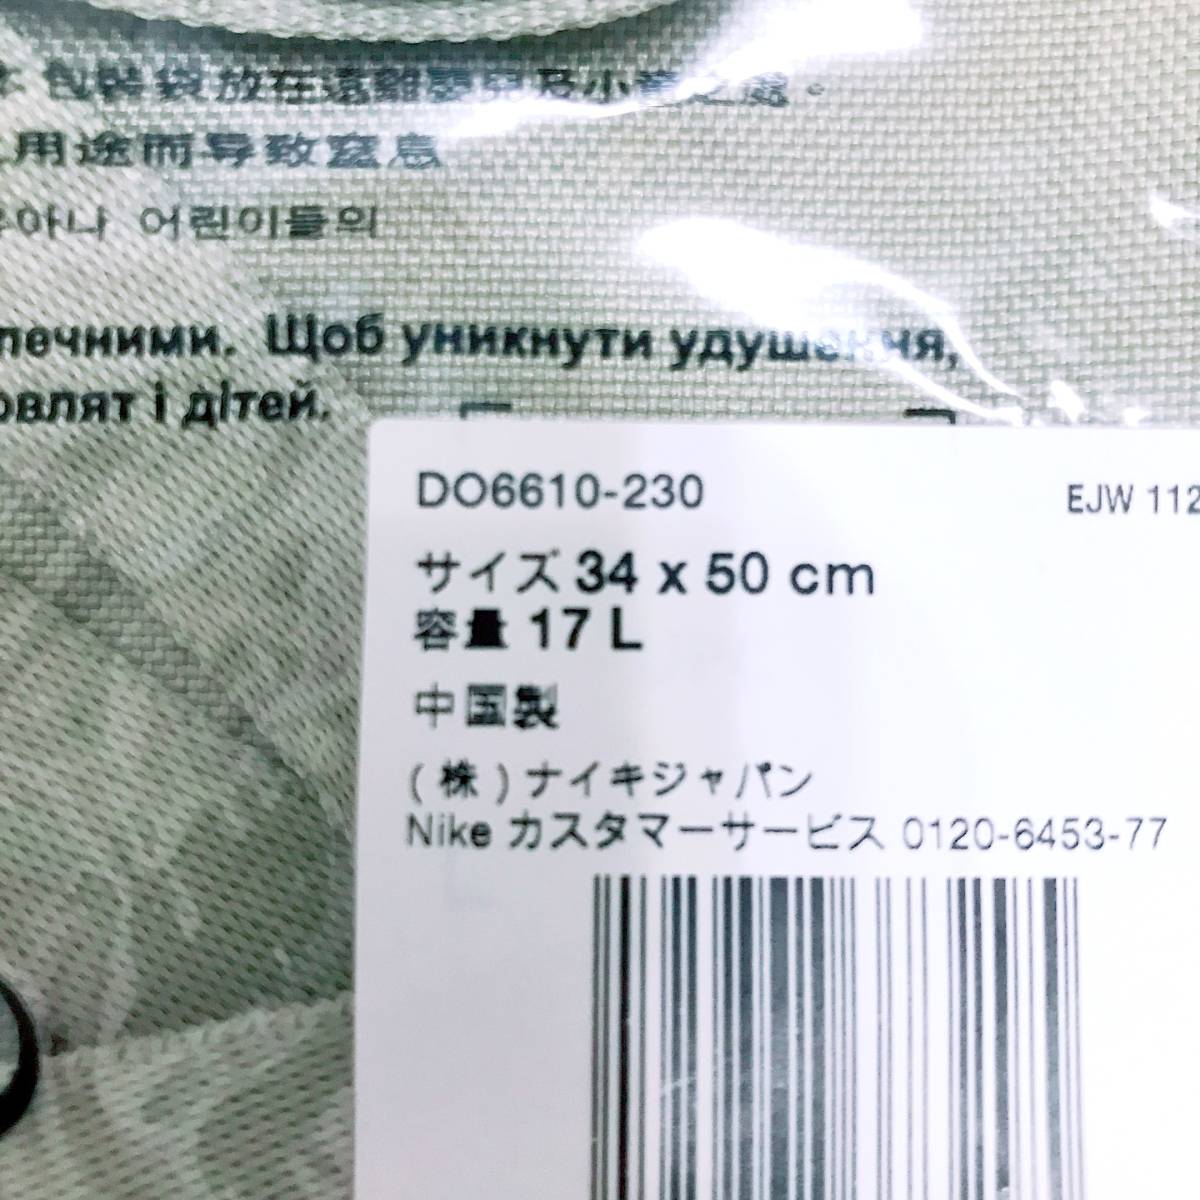 包裝袋放在遠離嬰兒及小童之處。
用途而导致窒息
아나 어린이들의
печними. Щоб уникнути удушення,
овлят і дітей.
DO6610-230 EJW 112
サイズ 34 x 50 cm
容量 17 L
中国製
(株)ナイキジャパン
Nike カスタマーサービス 0120-6453-77